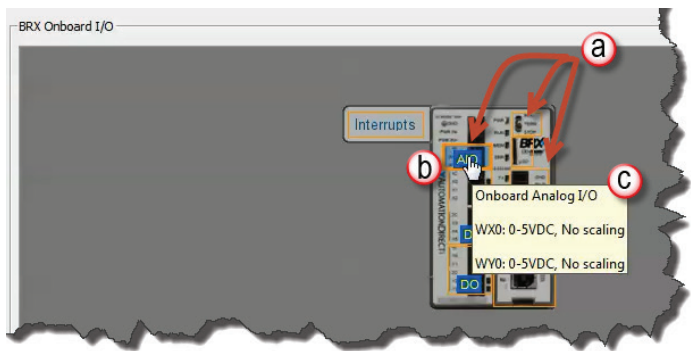 BRX Onboard I/O
a
Interrupts
BRX
b
AIO
c
Onboard Analog I/O
WX0: 0-5VDC, No scaling
WY0: 0-5VDC, No scaling
AUTOMATIONDIRECT
D
DO